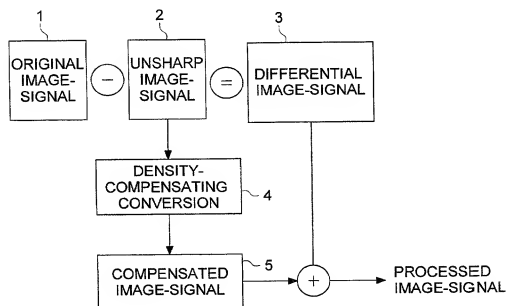 1
2
3
ORIGINAL
IMAGE-
SIGNAL
−
UNSHARP
IMAGE-
SIGNAL
=
DIFFERENTIAL
IMAGE-SIGNAL
DENSITY-
COMPENSATING
CONVERSION
4
COMPENSATED
IMAGE-SIGNAL
5
+
PROCESSED
IMAGE-SIGNAL